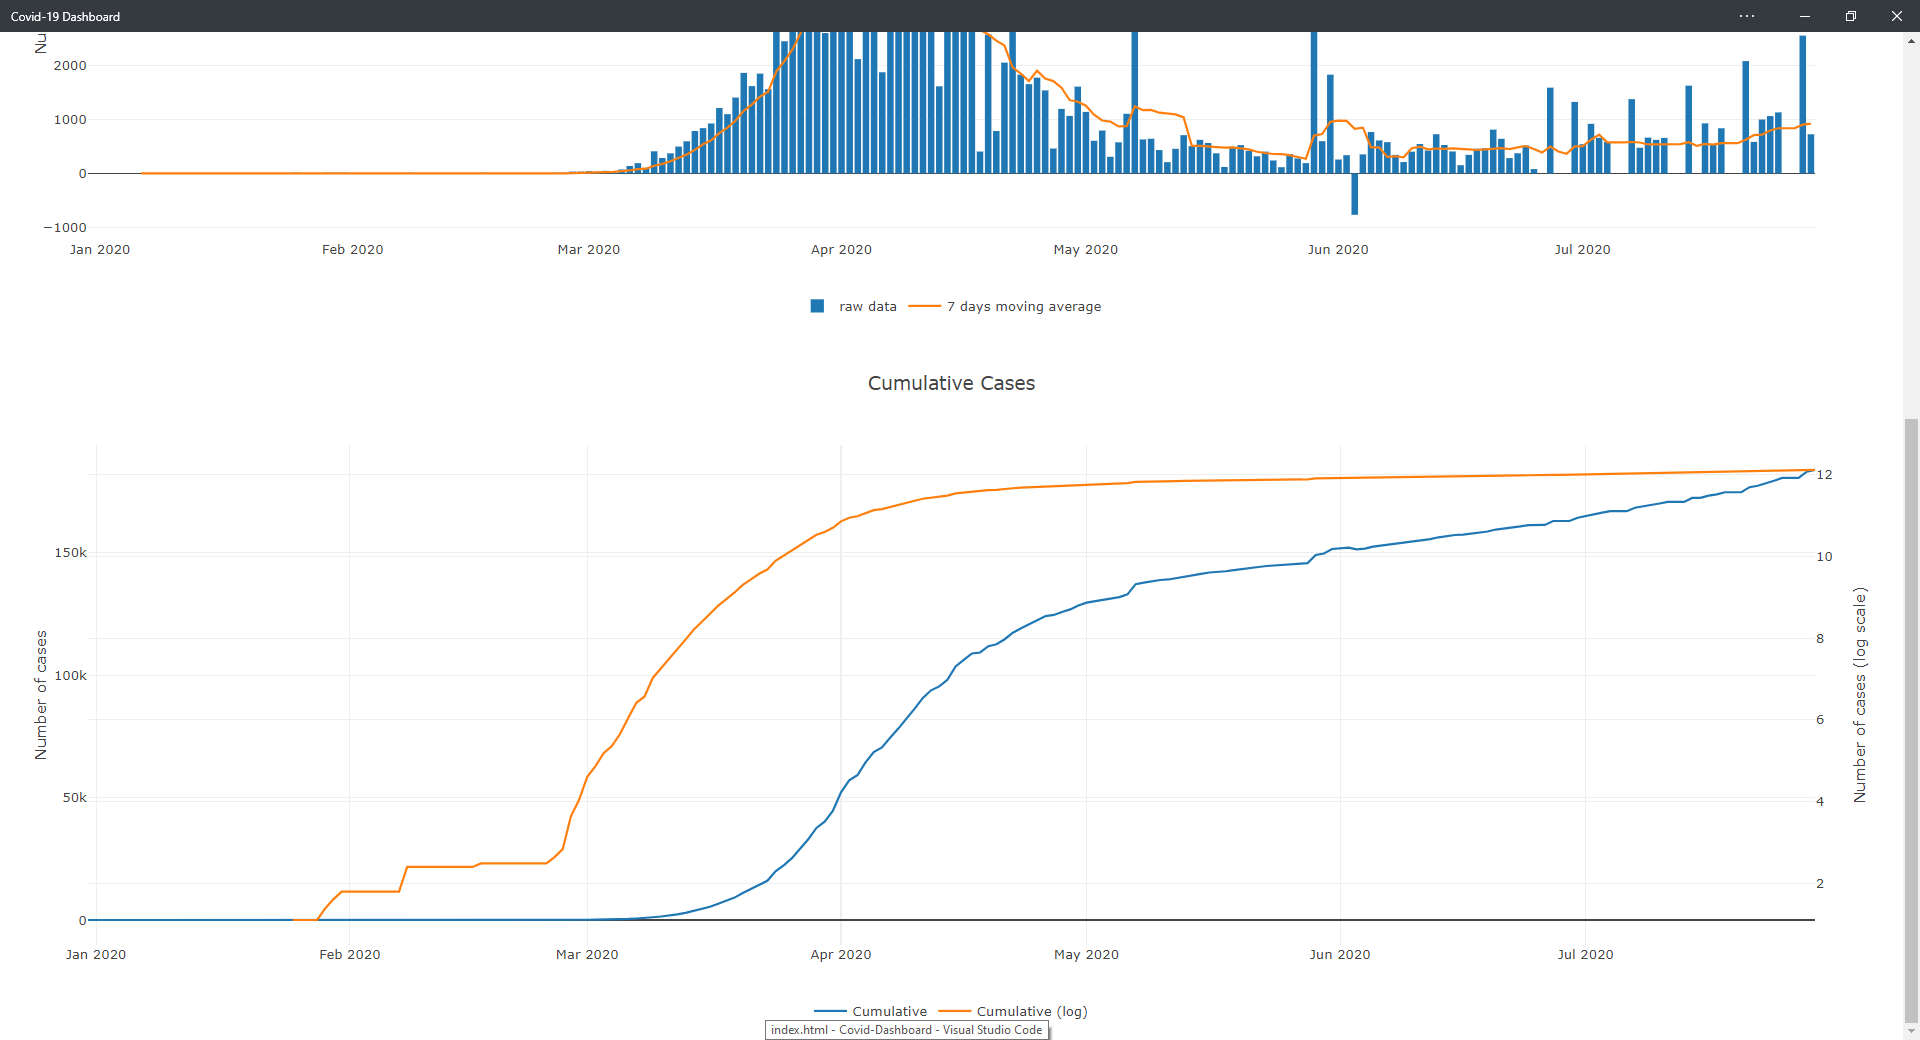 Covid-19 Dashboard
2000
1000
0
−1000
Jan 2020 Feb 2020 Mar 2020 Apr 2020 May 2020 Jun 2020 Jul 2020
raw data 7 days moving average
Cumulative Cases
150k
100k
50k
0
Number of cases
12
10
8
6
4
2
Number of cases (log scale)
Jan 2020 Feb 2020 Mar 2020 Apr 2020 May 2020 Jun 2020 Jul 2020
Cumulative Cumulative (log)
index.html - Covid-Dashboard - Visual Studio Code